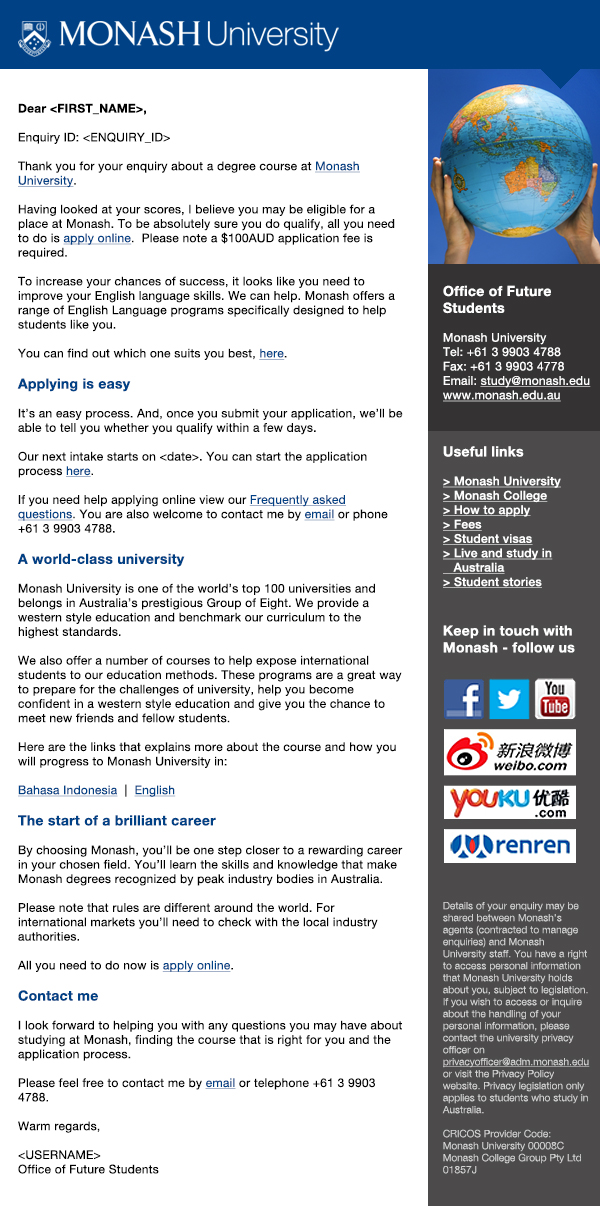 MONASH University
Dear <FIRST_NAME>,
Enquiry ID: <ENQUIRY_ID>
Thank you for your enquiry about a degree course at Monash
University.
Having looked at your scores, I believe you may be eligible for a
place at Monash. To be absolutely sure you do qualify, all you need
to do is apply online.  Please note a $100AUD application fee is
required.
To increase your chances of success, it looks like you need to
improve your English language skills. We can help. Monash offers a
range of English Language programs specifically designed to help
students like you.
You can find out which one suits you best, here.
Applying is easy
It's an easy process. And, once you submit your application, we'll be
able to tell you whether you qualify within a few days.
Our next intake starts on <date>. You can start the application
process here.
If you need help applying online view our Frequently asked
questions. You are also welcome to contact me by email or phone
+61 3 9903 4788.
A world-class university
Monash University is one of the world's top 100 universities and
belongs in Australia's prestigious Group of Eight. We provide a
western style education and benchmark our curriculum to the
highest standards.
We also offer a number of courses to help expose international
students to our education methods. These programs are a great way
to prepare for the challenges of university, help you become
confident in a western style education and give you the chance to
meet new friends and fellow students.
Here are the links that explains more about the course and how you
will progress to Monash University in:
Bahasa Indonesia | English
The start of a brilliant career
By choosing Monash, you'll be one step closer to a rewarding career
in your chosen field. You'll learn the skills and knowledge that make
Monash degrees recognized by peak industry bodies in Australia.
Please note that rules are different around the world. For
international markets you'll need to check with the local industry
authorities.
All you need to do now is apply online.
Contact me
I look forward to helping you with any questions you may have about
studying at Monash, finding the course that is right for you and the
application process.
Please feel free to contact me by email or telephone +61 3 9903
4788.
Warm regards,
<USERNAME>
Office of Future Students
Office of Future
Students
Monash University
Tel: +61 3 9903 4788
Fax: +61 3 9903 4778
Email: study@monash.edu
www.monash.edu.au
Useful links
> Monash University
> Monash College
> How to apply
> Fees
> Student visas
> Live and study in
Australia
> Student stories
Keep in touch with
Monash - follow us
You
Tube
新浪微博
weibo.com
YOUKU 优酷
.com
renren
Details of your enquiry may be
shared between Monash's
agents (contracted to manage
enquiries) and Monash
University staff. You have a right
to access personal information
that Monash University holds
about you, subject to legislation.
If you wish to access or inquire
about the handling of your
personal information, please
contact the university privacy
officer on
privacyofficer@adm.monash.edu
or visit the Privacy Policy
website. Privacy legislation only
applies to students who study in
Australia.
CRICOS Provider Code:
Monash University 00008C
Monash College Group Pty Ltd
01857J